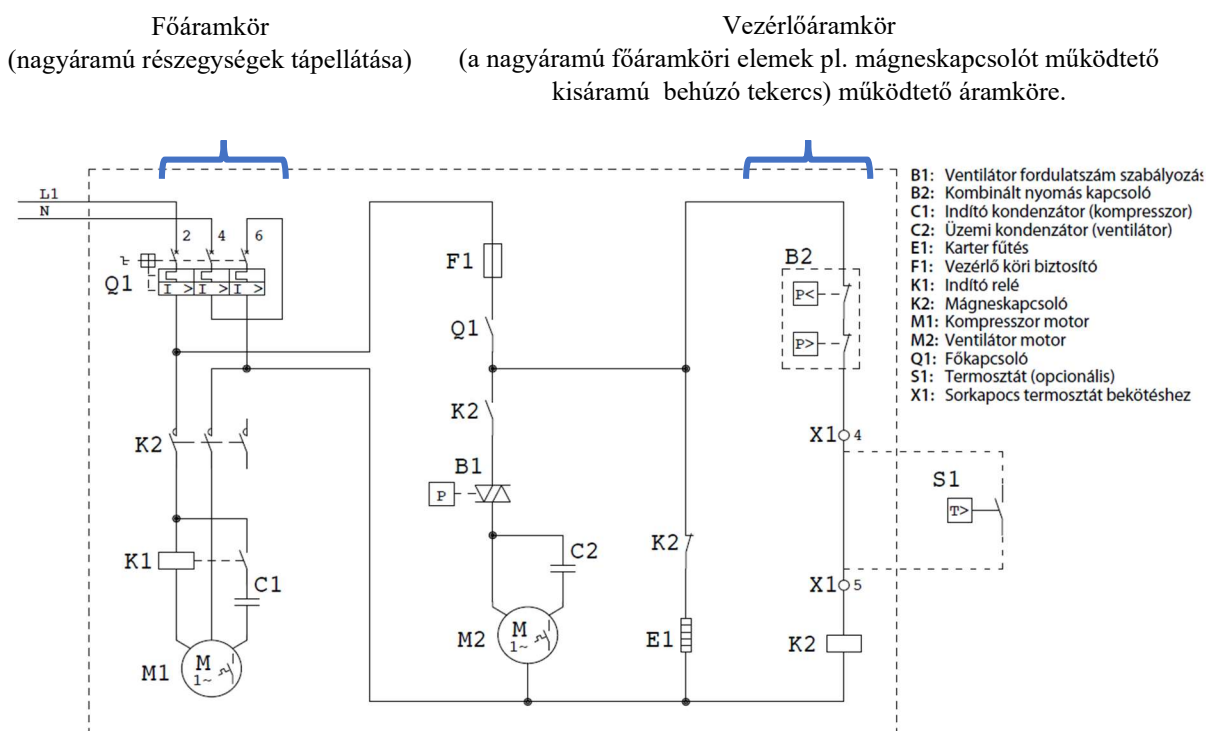 Főáramkör
(nagyáramú részegységek tápellátása)
Vezérlőáramkör
(a nagyáramú főáramköri elemek pl. mágneskapcsolót működtető
kisáramú behúzó tekercs) működtető áramköre.
L1
N
2 4 6
Q1
I > I > I >
K2
K1
C1
M1
M
1~
F1
Q1
K2
B1
P
C2
M2
M
1~
K2
E1
B2
P<
P>
X1 4
S1
T>
X1 5
K2
B1: Ventilátor fordulatszám szabályozás
B2: Kombinált nyomás kapcsoló
C1: Indító kondenzátor (kompresszor)
C2: Üzemi kondenzátor (ventilátor)
E1: Karter fűtés
F1: Vezérlő köri biztosító
K1: Indító relé
K2: Mágneskapcsoló
M1: Kompresszor motor
M2: Ventilátor motor
Q1: Főkapcsoló
S1: Termosztát (opcionális)
X1: Sorkapocs termosztát bekötéshez